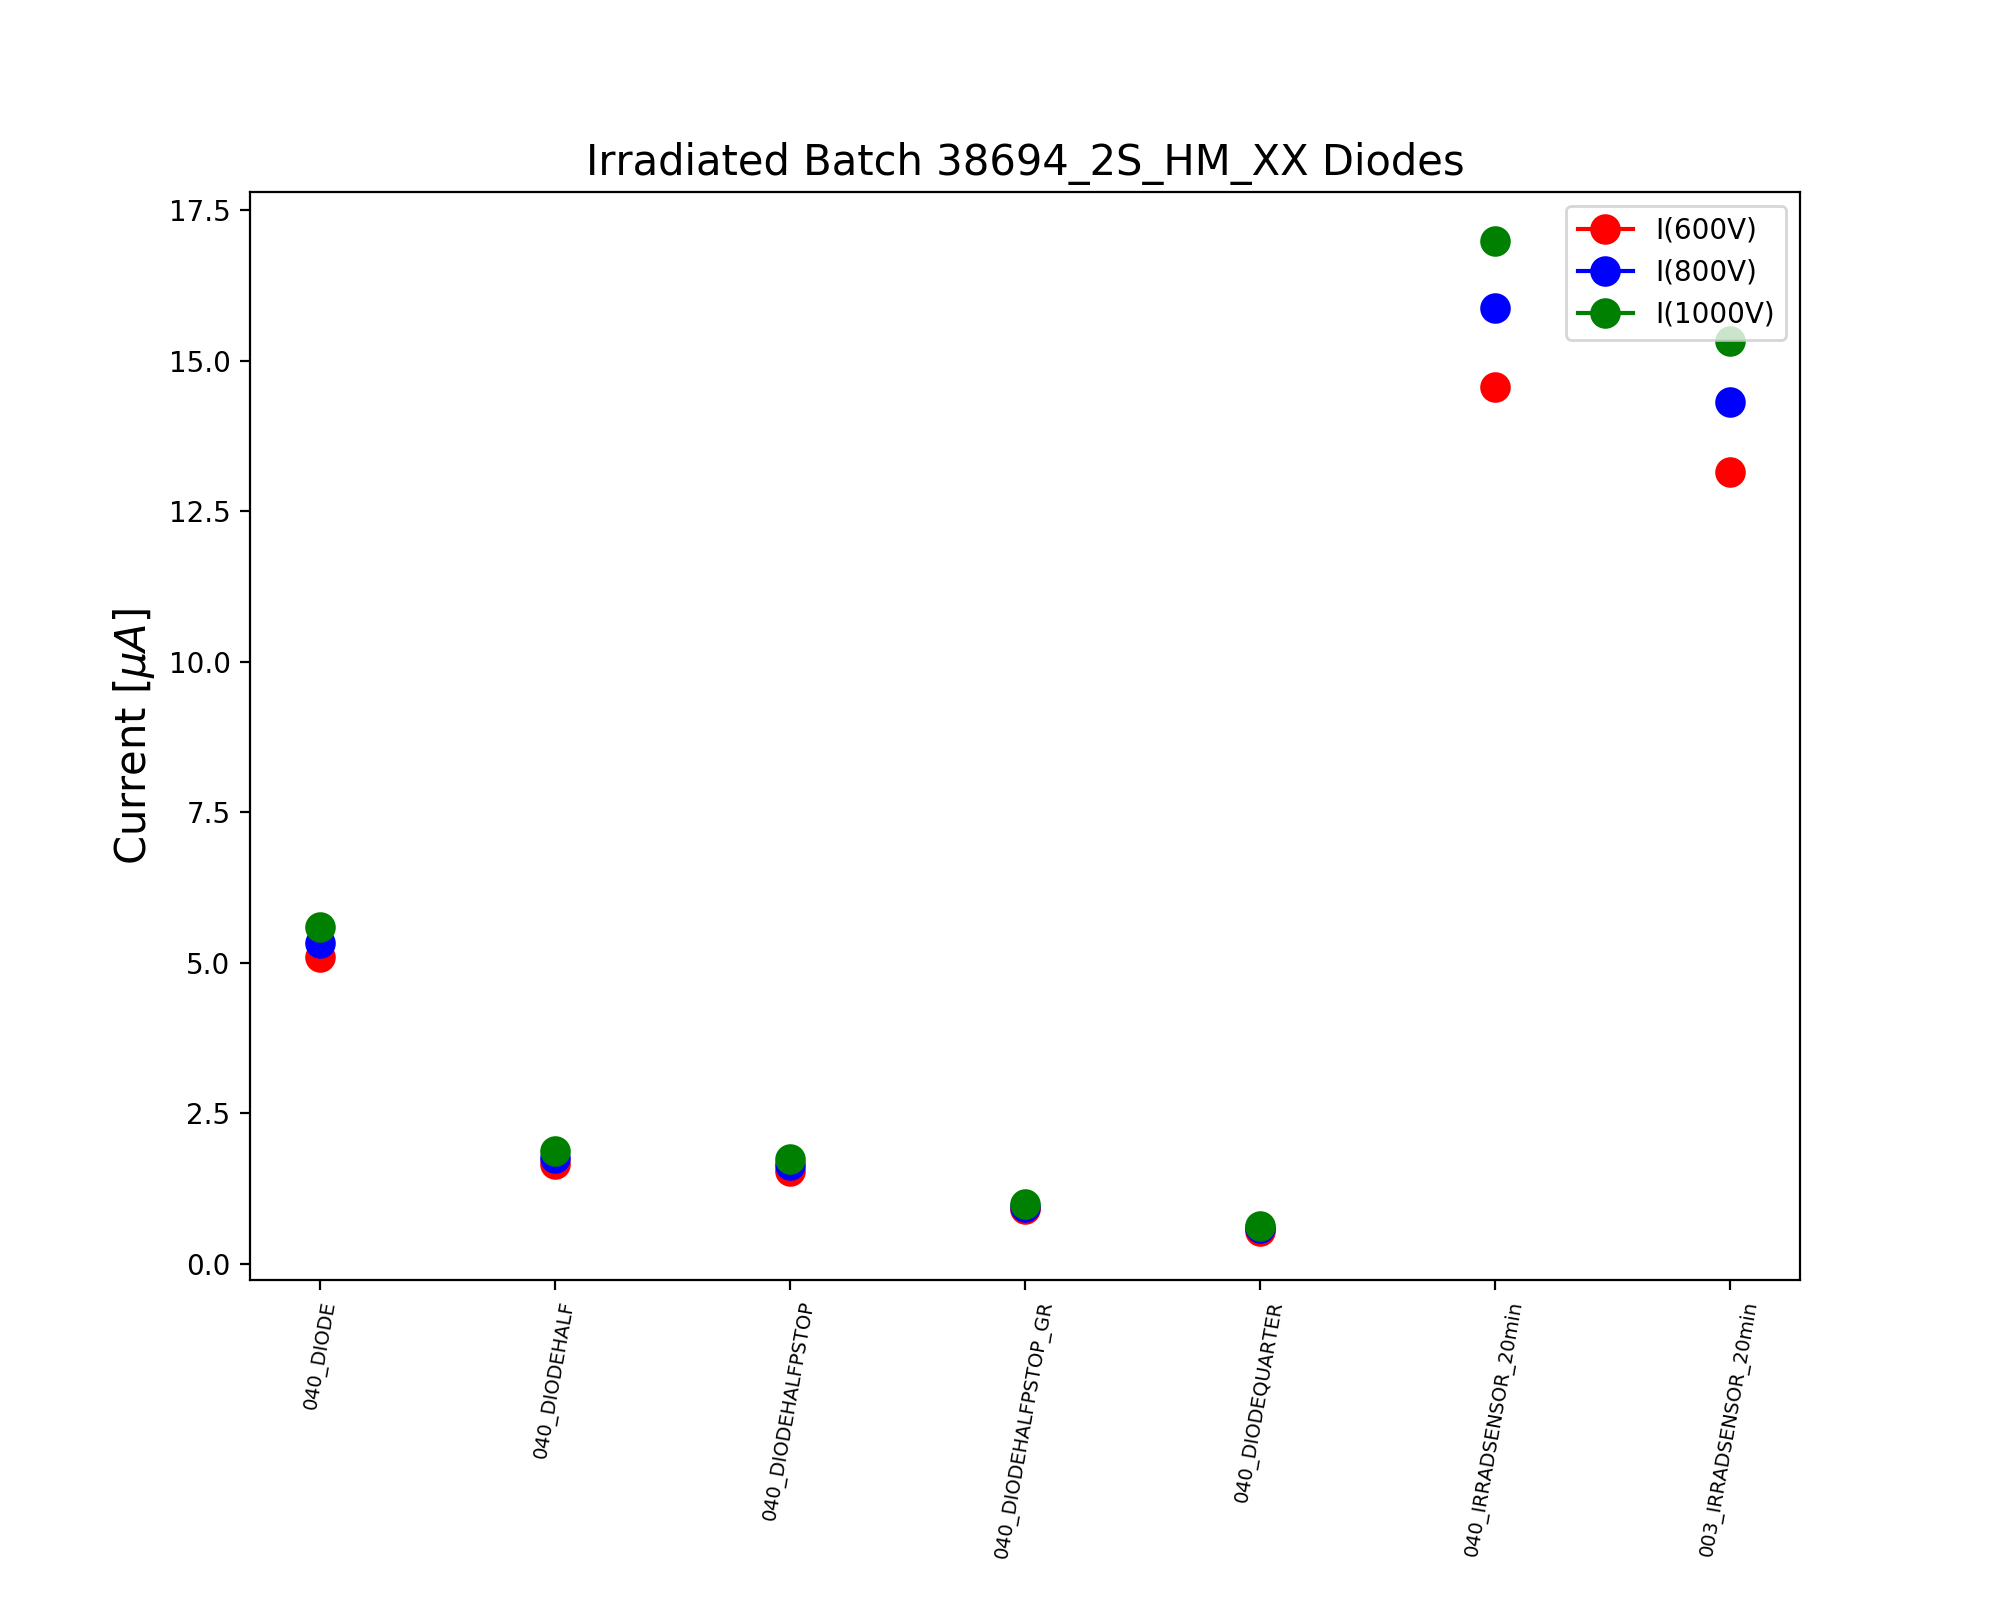 Irradiated Batch 38694_2S_HM_XX Diodes
17.5
15.0
12.5
10.0
7.5
5.0
2.5
0.0
Current [μA]
I(600V)
I(800V)
I(1000V)
040_DIODE
040_DIODEHALF
040_DIODEHALFPSTOP
040_DIODEHALFPSTOP_GR
040_DIODEQUARTER
040_IRRADSENSOR_20min
003_IRRADSENSOR_20min